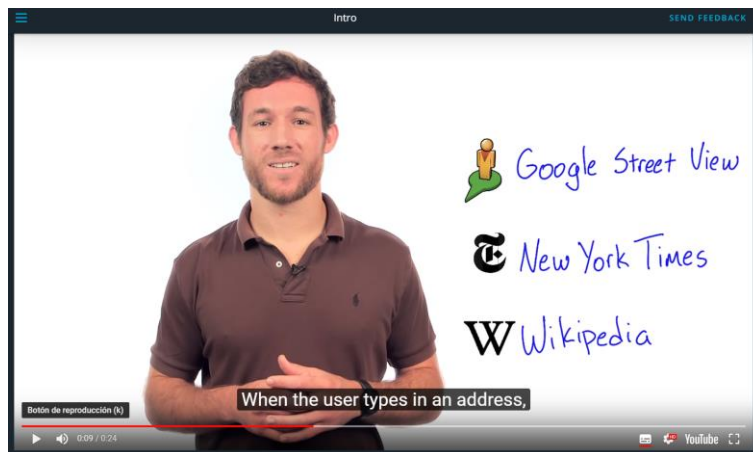 Intro
SEND FEEDBACK
Google Street View
T New York Times
W Wikipedia
When the user types in an address,
Botón de reproducción (k)
0:09 / 0:24
HD
YouTube